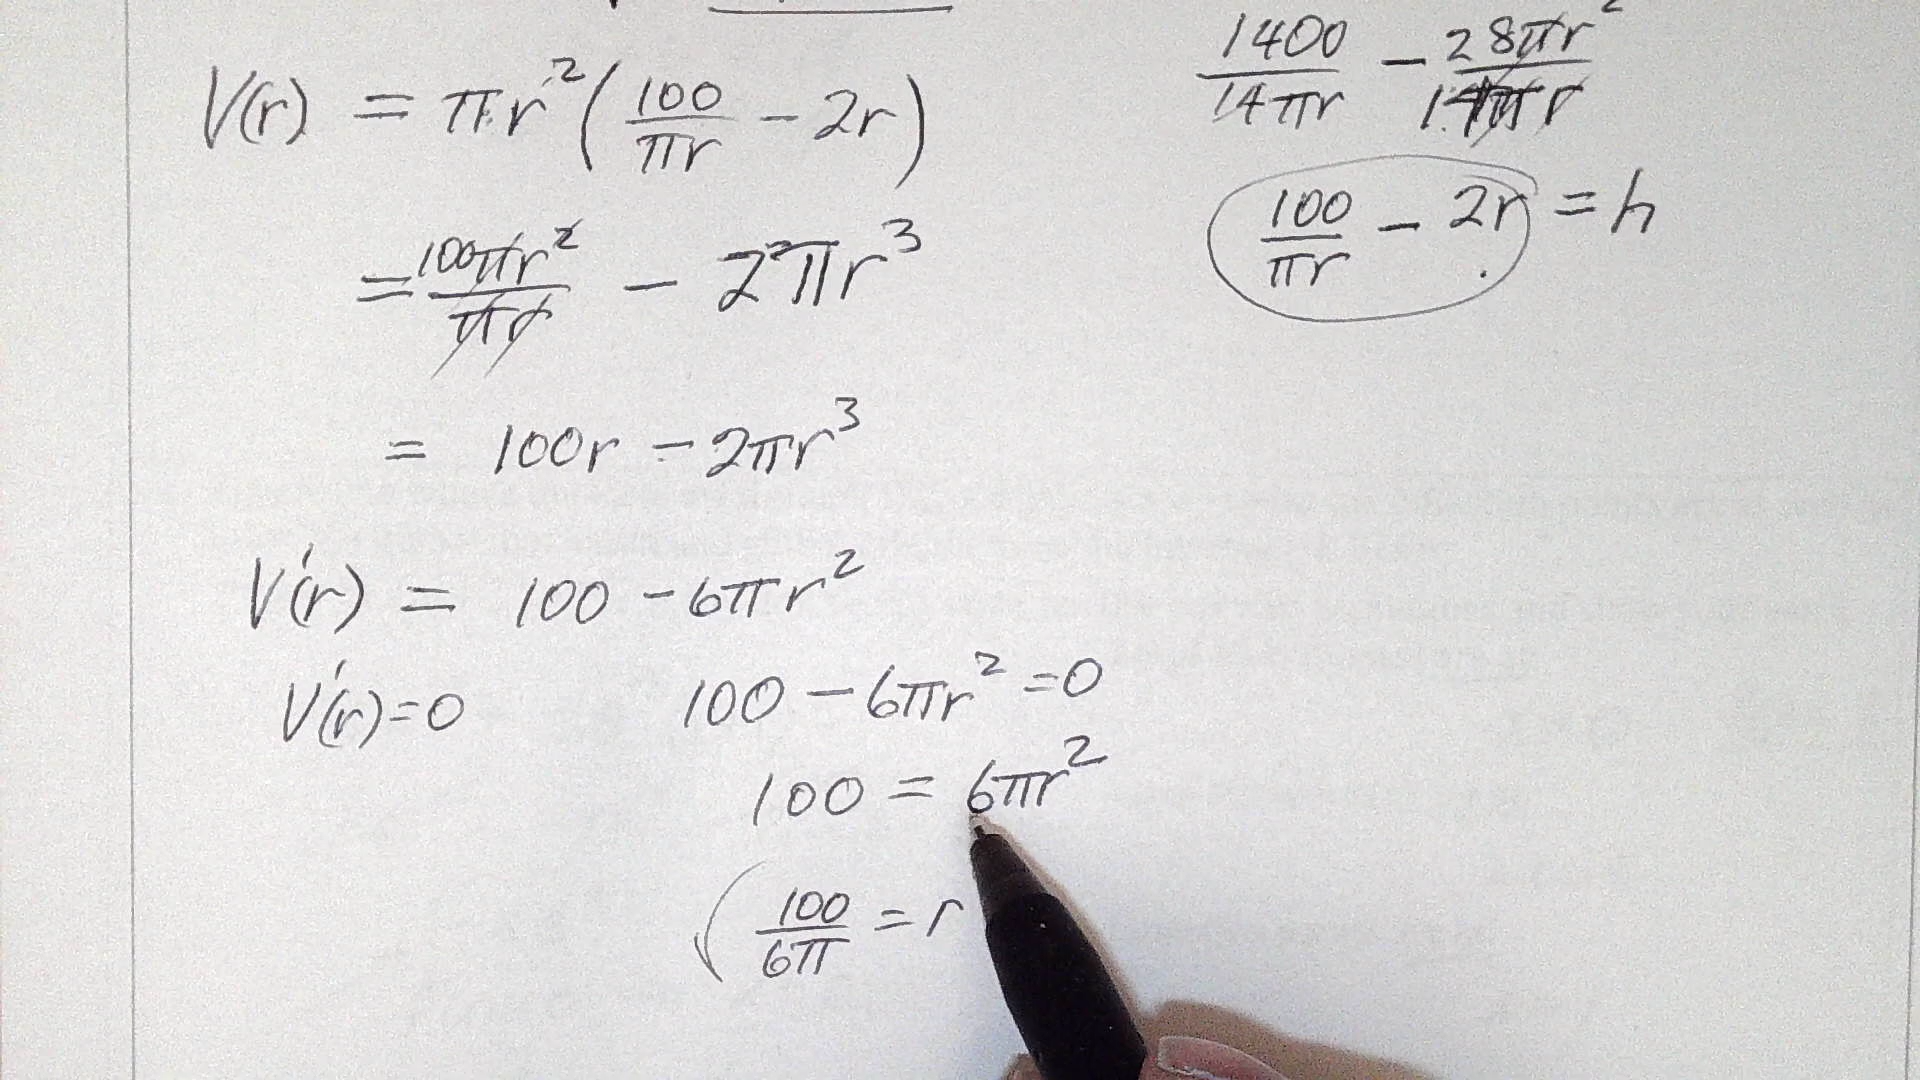 V(r) = πr²(100/πr - 2r)
= 100πr²/πr - 2πr³
= 100r - 2πr³
V'(r) = 100 - 6πr²
V'(r)=0 100 - 6πr² =0
100 = 6πr²
100/6π = r
1400/14πr - 28πr²/14πr
100/πr - 2r = h